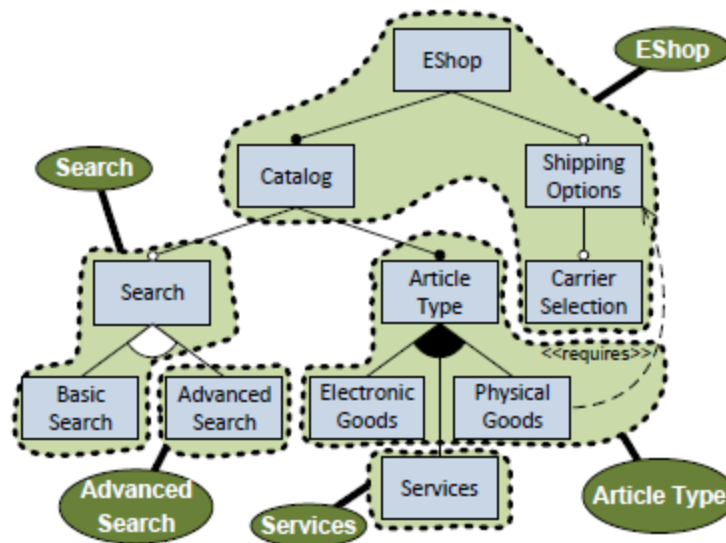 EShop
EShop
Search
Catalog
Shipping
Options
Search
Article
Type
Carrier
Selection
<<requires>>
Basic
Search
Advanced
Search
Electronic
Goods
Physical
Goods
Advanced
Search
Services
Services
Article Type